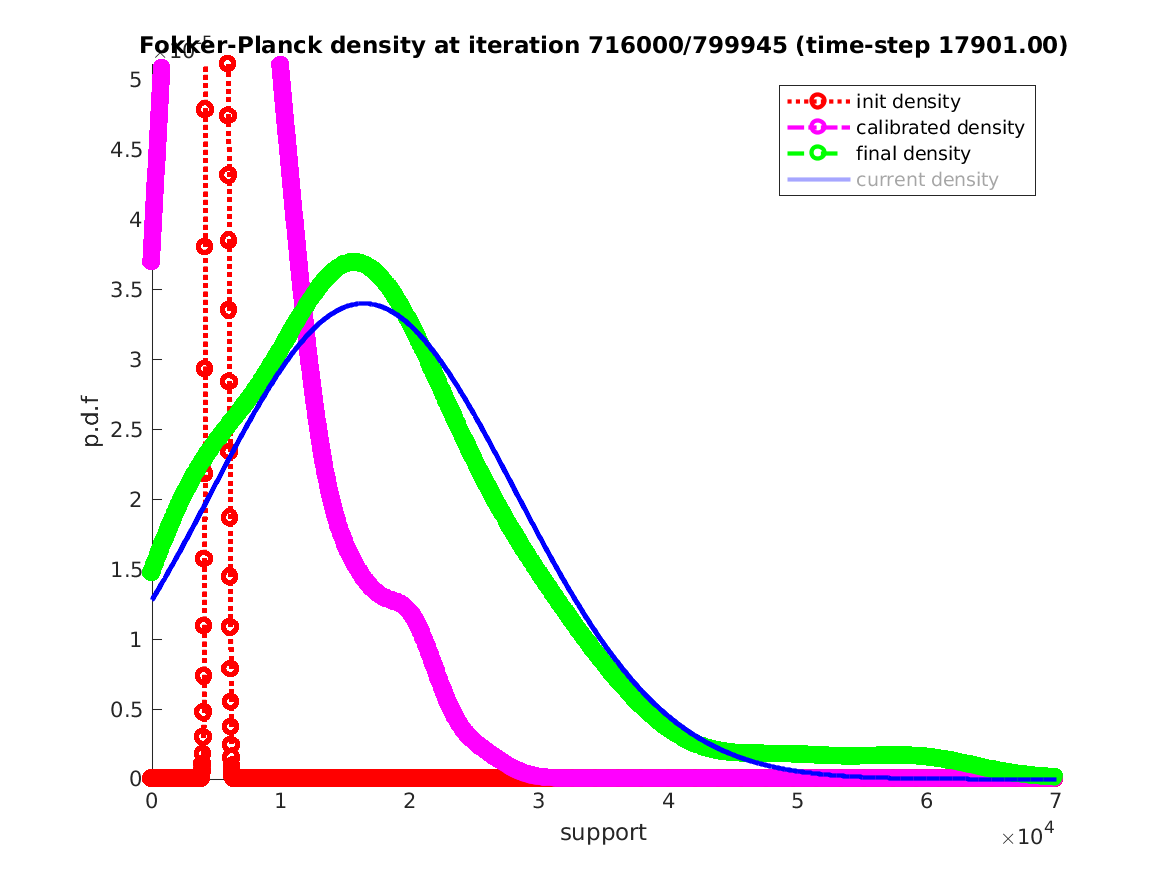 Fokker-Planck density at iteration 716000/799945 (time-step 17901.00)
×10^-5
init density
calibrated density
final density
current density
5
4.5
4
3.5
3
2.5
2
1.5
1
0.5
0
p.d.f
0 1 2 3 4 5 6 7
support
×10^4